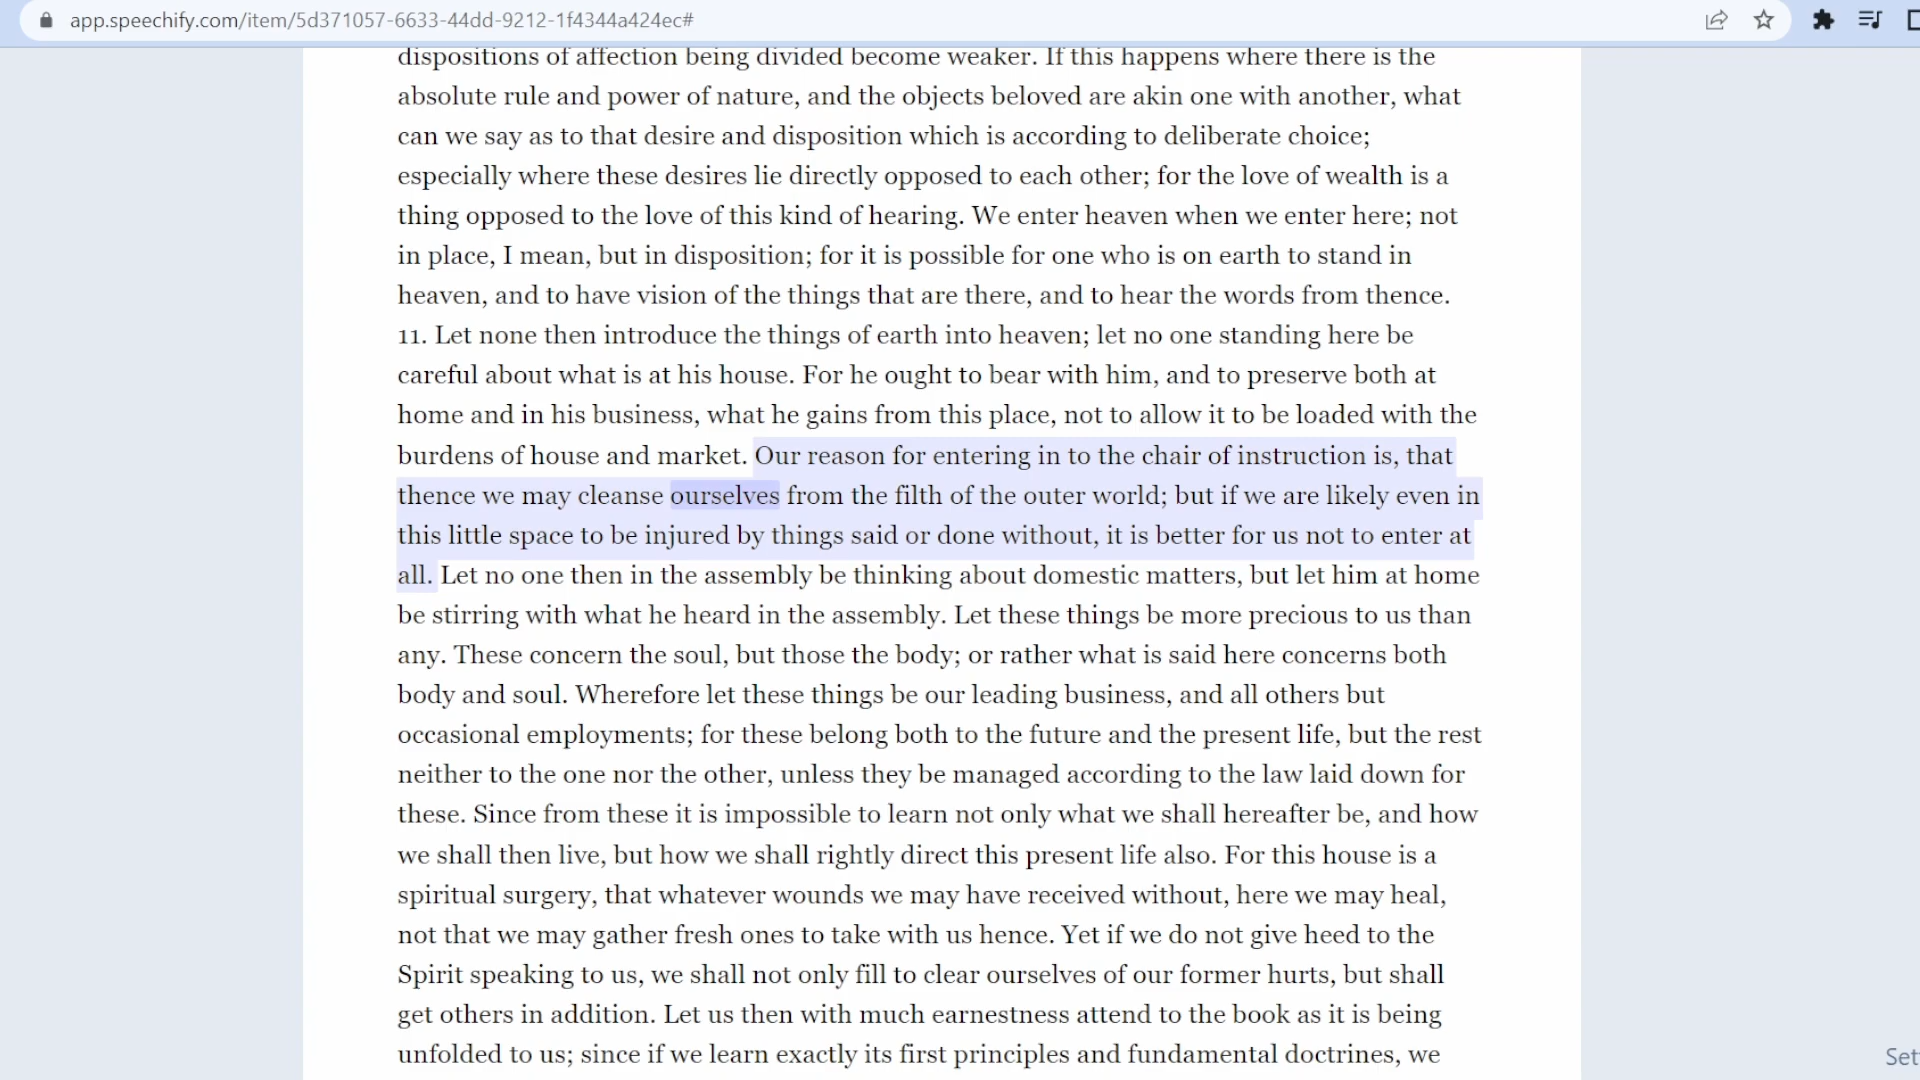 app.speechify.com/item/5d371057-6633-44dd-9212-1f4344a424ec#
dispositions of affection being divided become weaker. If this happens where there is the
absolute rule and power of nature, and the objects beloved are akin one with another, what
can we say as to that desire and disposition which is according to deliberate choice;
especially where these desires lie directly opposed to each other; for the love of wealth is a
thing opposed to the love of this kind of hearing. We enter heaven when we enter here; not
in place, I mean, but in disposition; for it is possible for one who is on earth to stand in
heaven, and to have vision of the things that are there, and to hear the words from thence.
11. Let none then introduce the things of earth into heaven; let no one standing here be
careful about what is at his house. For he ought to bear with him, and to preserve both at
home and in his business, what he gains from this place, not to allow it to be loaded with the
burdens of house and market. Our reason for entering in to the chair of instruction is, that
thence we may cleanse ourselves from the filth of the outer world; but if we are likely even in
this little space to be injured by things said or done without, it is better for us not to enter at
all. Let no one then in the assembly be thinking about domestic matters, but let him at home
be stirring with what he heard in the assembly. Let these things be more precious to us than
any. These concern the soul, but those the body; or rather what is said here concerns both
body and soul. Wherefore let these things be our leading business, and all others but
occasional employments; for these belong both to the future and the present life, but the rest
neither to the one nor the other, unless they be managed according to the law laid down for
these. Since from these it is impossible to learn not only what we shall hereafter be, and how
we shall then live, but how we shall rightly direct this present life also. For this house is a
spiritual surgery, that whatever wounds we may have received without, here we may heal,
not that we may gather fresh ones to take with us hence. Yet if we do not give heed to the
Spirit speaking to us, we shall not only fill to clear ourselves of our former hurts, but shall
get others in addition. Let us then with much earnestness attend to the book as it is being
unfolded to us; since if we learn exactly its first principles and fundamental doctrines, we
Set